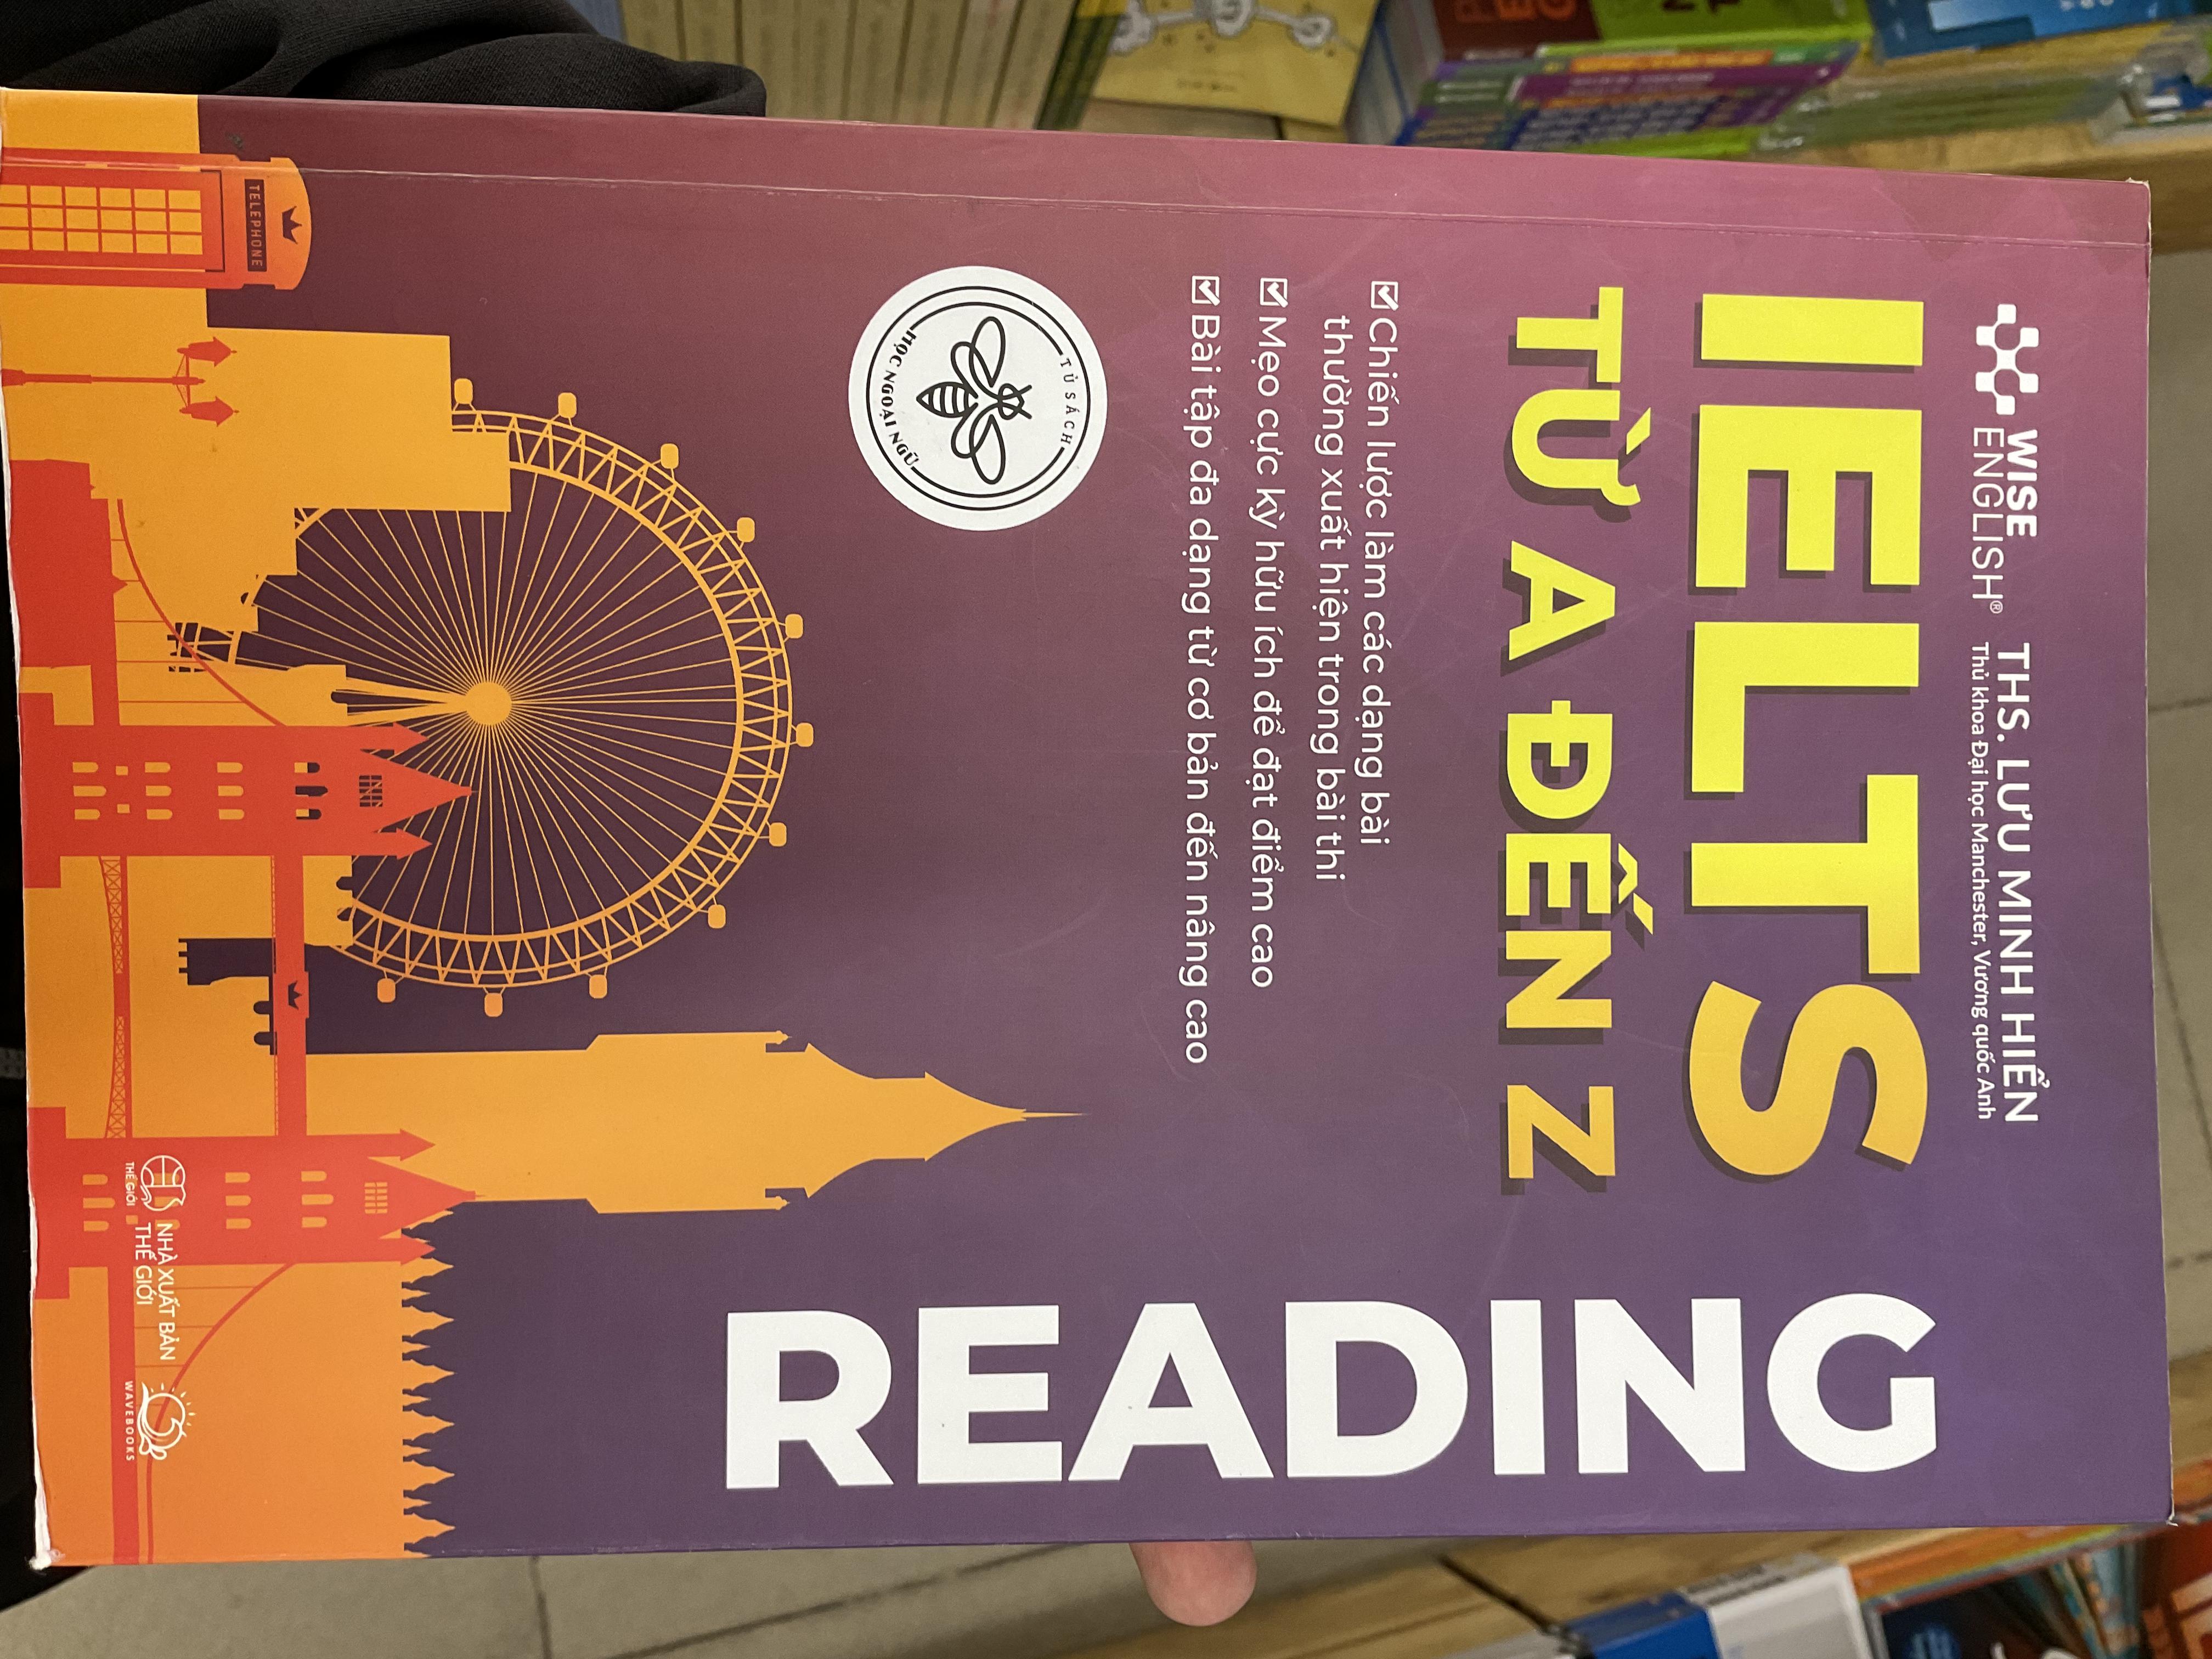 WISE
ENGLISH®
THS. LƯU MINH HIỂN
Thủ khoa Đại học Manchester, Vương quốc Anh
IELTS
TỪ A ĐẾN Z
READING
Chiến lược làm các dạng bài
thường xuất hiện trong bài thi
Mẹo cực kỳ hữu ích để đạt điểm cao
Bài tập đa dạng từ cơ bản đến nâng cao
TỦ SÁCH
HỌC NGOẠI NGỮ
TELEPHONE
THẾ GIỚI
NHÀ XUẤT BẢN
THẾ GIỚI
WAVEBOOKS